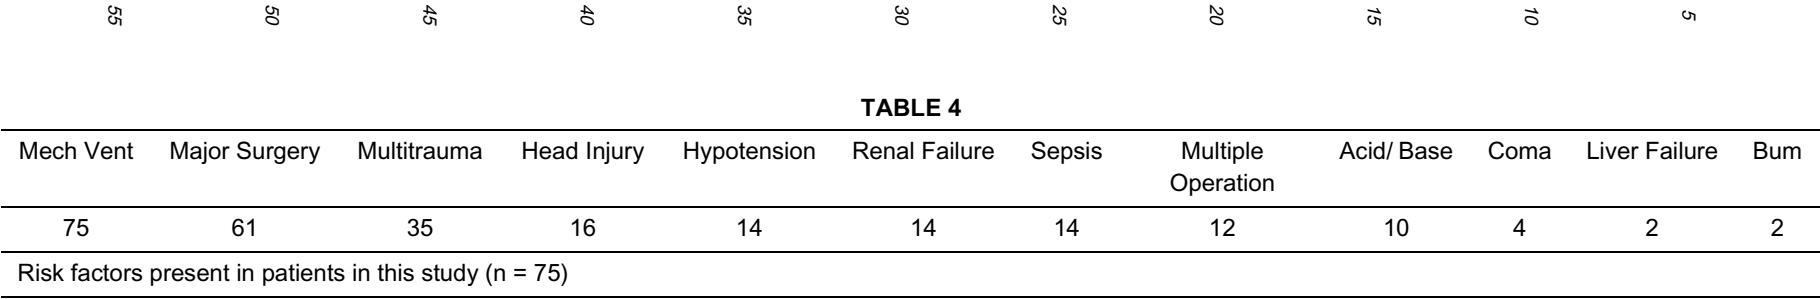 55 50 45 40 35 30 25 20 15 10 5
TABLE 4
Mech Vent Major Surgery Multitrauma Head Injury Hypotension Renal Failure Sepsis Multiple Acid/ Base Coma Liver Failure Bum
Operation
75 61 35 16 14 14 14 12 10 4 2 2
Risk factors present in patients in this study (n = 75)